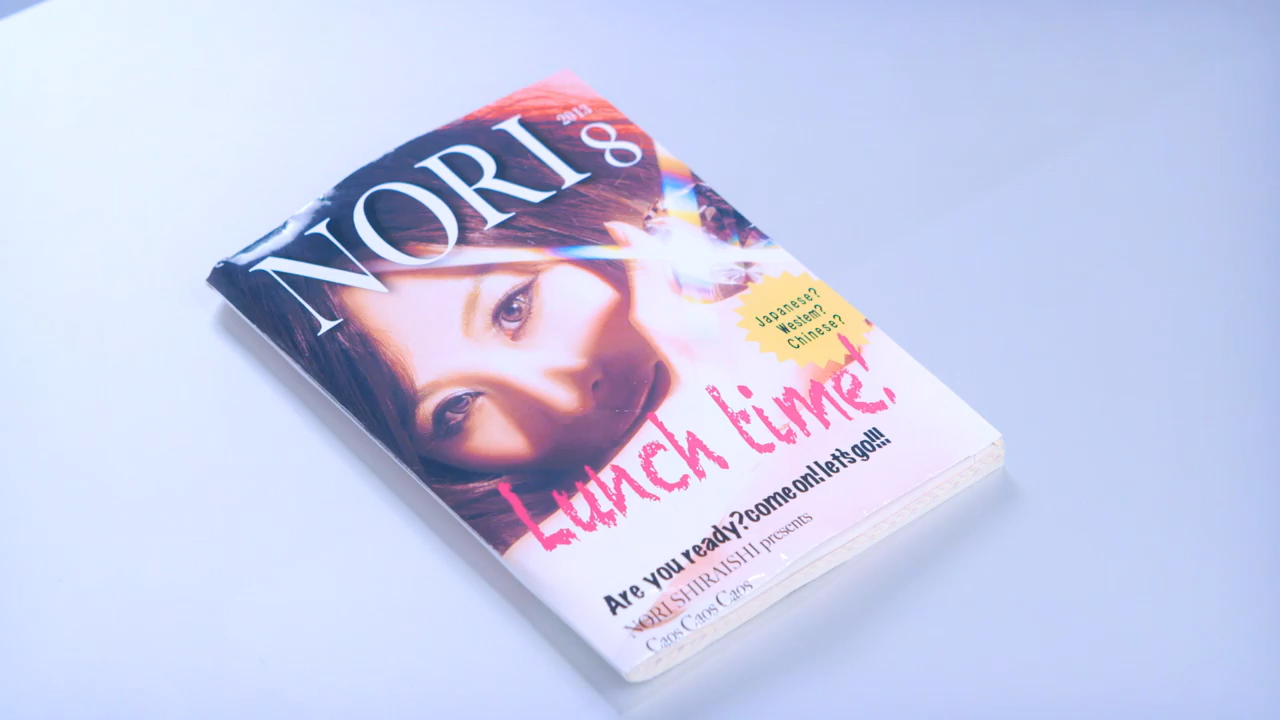 NORI
2013
8
Japanese?
Western?
Chinese?
Lunch time!
Are you ready?come on!let's go!!!
NORI SHIRAISHI presents
Caos Caos Caos